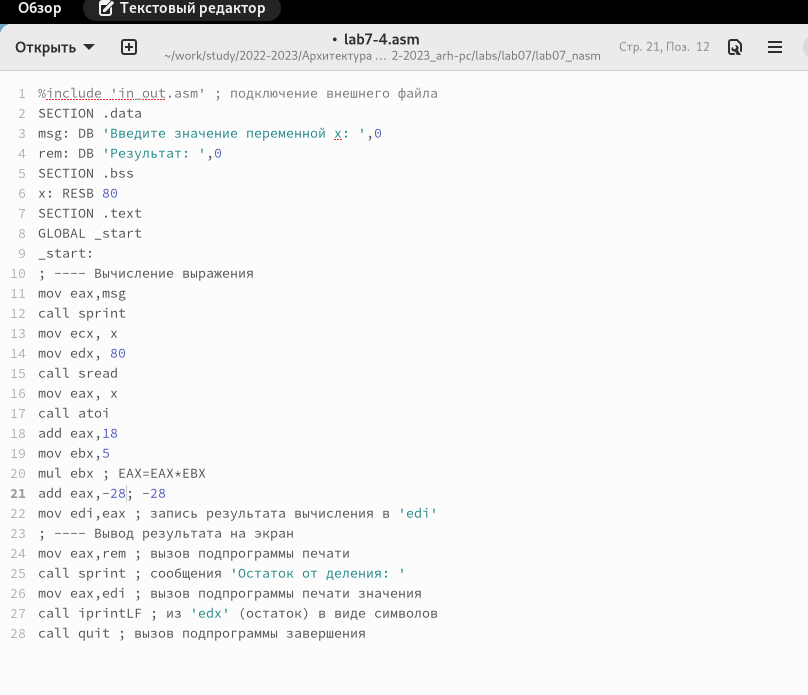 Обзор Текстовый редактор
Открыть
• lab7-4.asm
~/work/study/2022-2023/Архитектура … 2-2023_arh-pc/labs/lab07/lab07_nasm
Стр. 21, Поз. 12
1 %include 'in_out.asm' ; подключение внешнего файла
2 SECTION .data
3 msg: DB 'Введите значение переменной x: ',0
4 rem: DB 'Результат: ',0
5 SECTION .bss
6 x: RESB 80
7 SECTION .text
8 GLOBAL _start
9 _start:
10 ; ---- Вычисление выражения
11 mov eax,msg
12 call sprint
13 mov ecx, x
14 mov edx, 80
15 call sread
16 mov eax, x
17 call atoi
18 add eax,18
19 mov ebx,5
20 mul ebx ; EAX=EAX*EBX
21 add eax,-28; -28
22 mov edi,eax ; запись результата вычисления в 'edi'
23 ; ---- Вывод результата на экран
24 mov eax,rem ; вызов подпрограммы печати
25 call sprint ; сообщения 'Остаток от деления: '
26 mov eax,edi ; вызов подпрограммы печати значения
27 call iprintLF ; из 'edx' (остаток) в виде символов
28 call quit ; вызов подпрограммы завершения